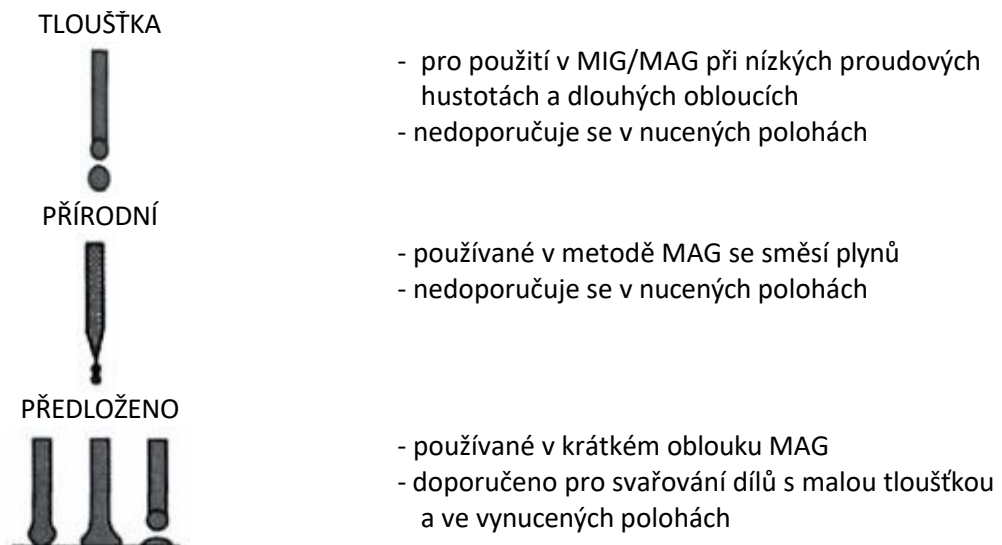 TLOUŠŤKA
- pro použití v MIG/MAG při nízkých proudových
hustotách a dlouhých obloucích
- nedoporučuje se v nucených polohách
PŘÍRODNÍ
- používané v metodě MAG se směsí plynů
- nedoporučuje se v nucených polohách
PŘEDLOŽENO
- používané v krátkém oblouku MAG
- doporučeno pro svařování dílů s malou tloušťkou
a ve vynucených polohách